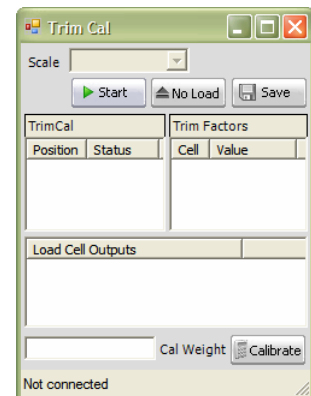 Trim Cal
Scale
Start No Load Save
TrimCal Trim Factors
Position Status Cell Value
Load Cell Outputs
Cal Weight Calibrate
Not connected